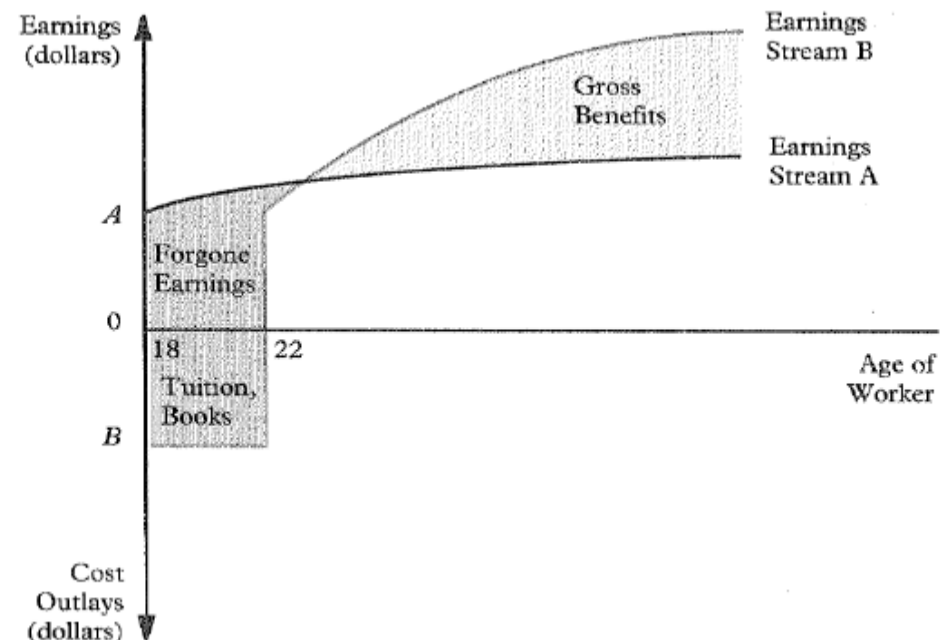 Earnings
(dollars)
Earnings
Stream B
Gross
Benefits
Earnings
Stream A
A
Forgone
Earnings
0
18
22
Age of
Worker
Tuition,
Books
B
Cost
Outlays
(dollars)